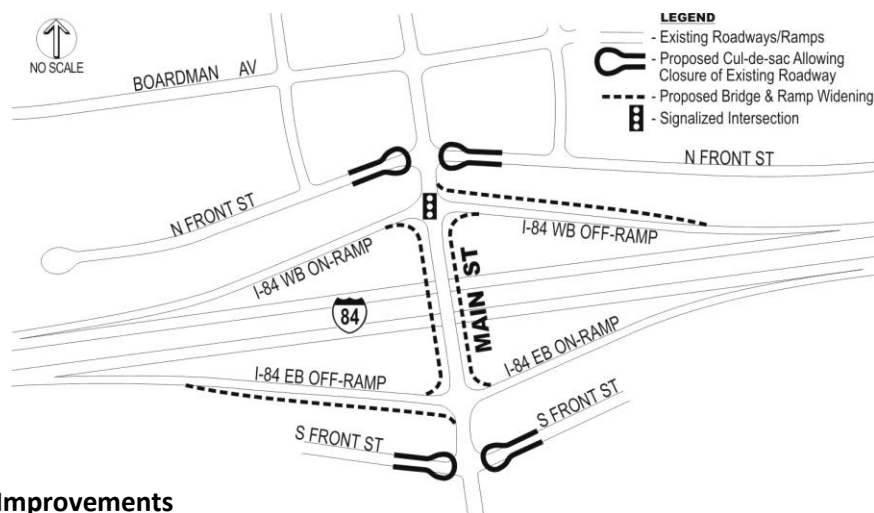 NO SCALE
BOARDMAN AV
LEGEND
- Existing Roadways/Ramps
- Proposed Cul-de-sac Allowing
Closure of Existing Roadway
- Proposed Bridge & Ramp Widening
- Signalized Intersection
N FRONT ST
N FRONT ST
I-84 WB OFF-RAMP
I-84 WB ON-RAMP
84
MAIN ST
I-84 EB ON-RAMP
I-84 EB OFF-RAMP
S FRONT ST
S FRONT ST
Improvements